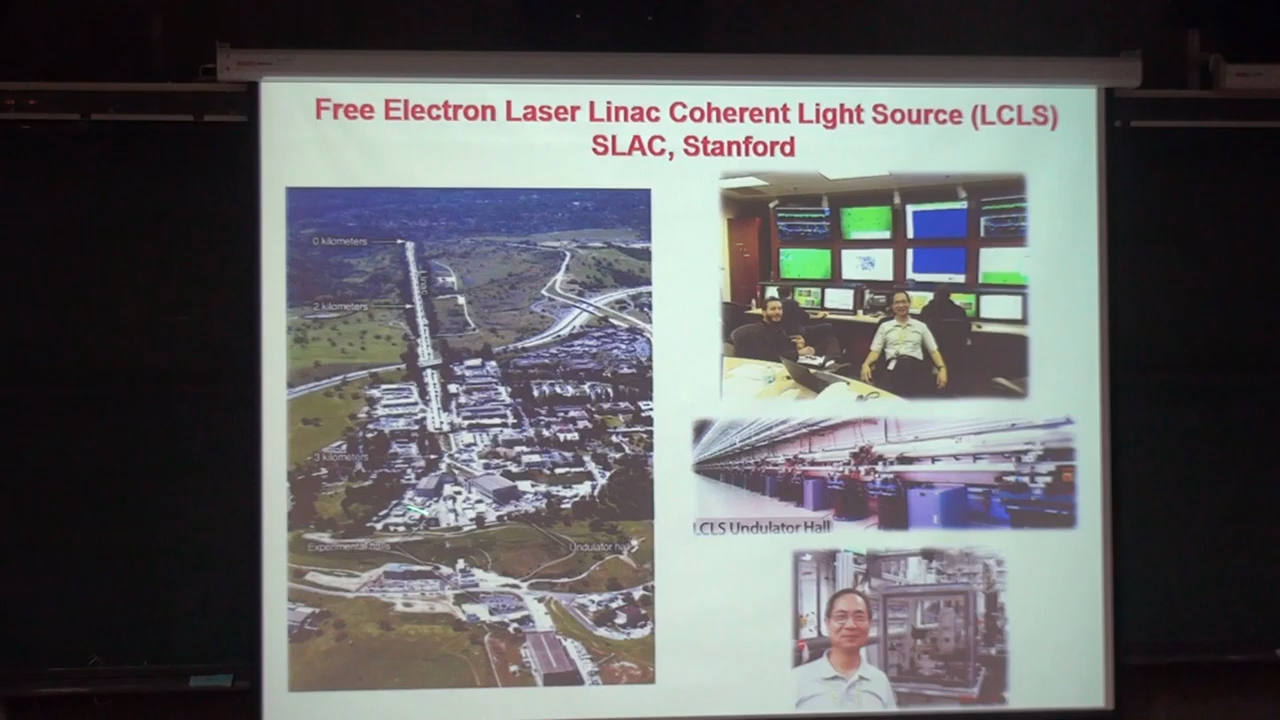 Free Electron Laser Linac Coherent Light Source (LCLS)
SLAC, Stanford
0 kilometers
Linac
2 kilometers
3 kilometers
Experimental halls
Undulator hall
LCLS Undulator Hall